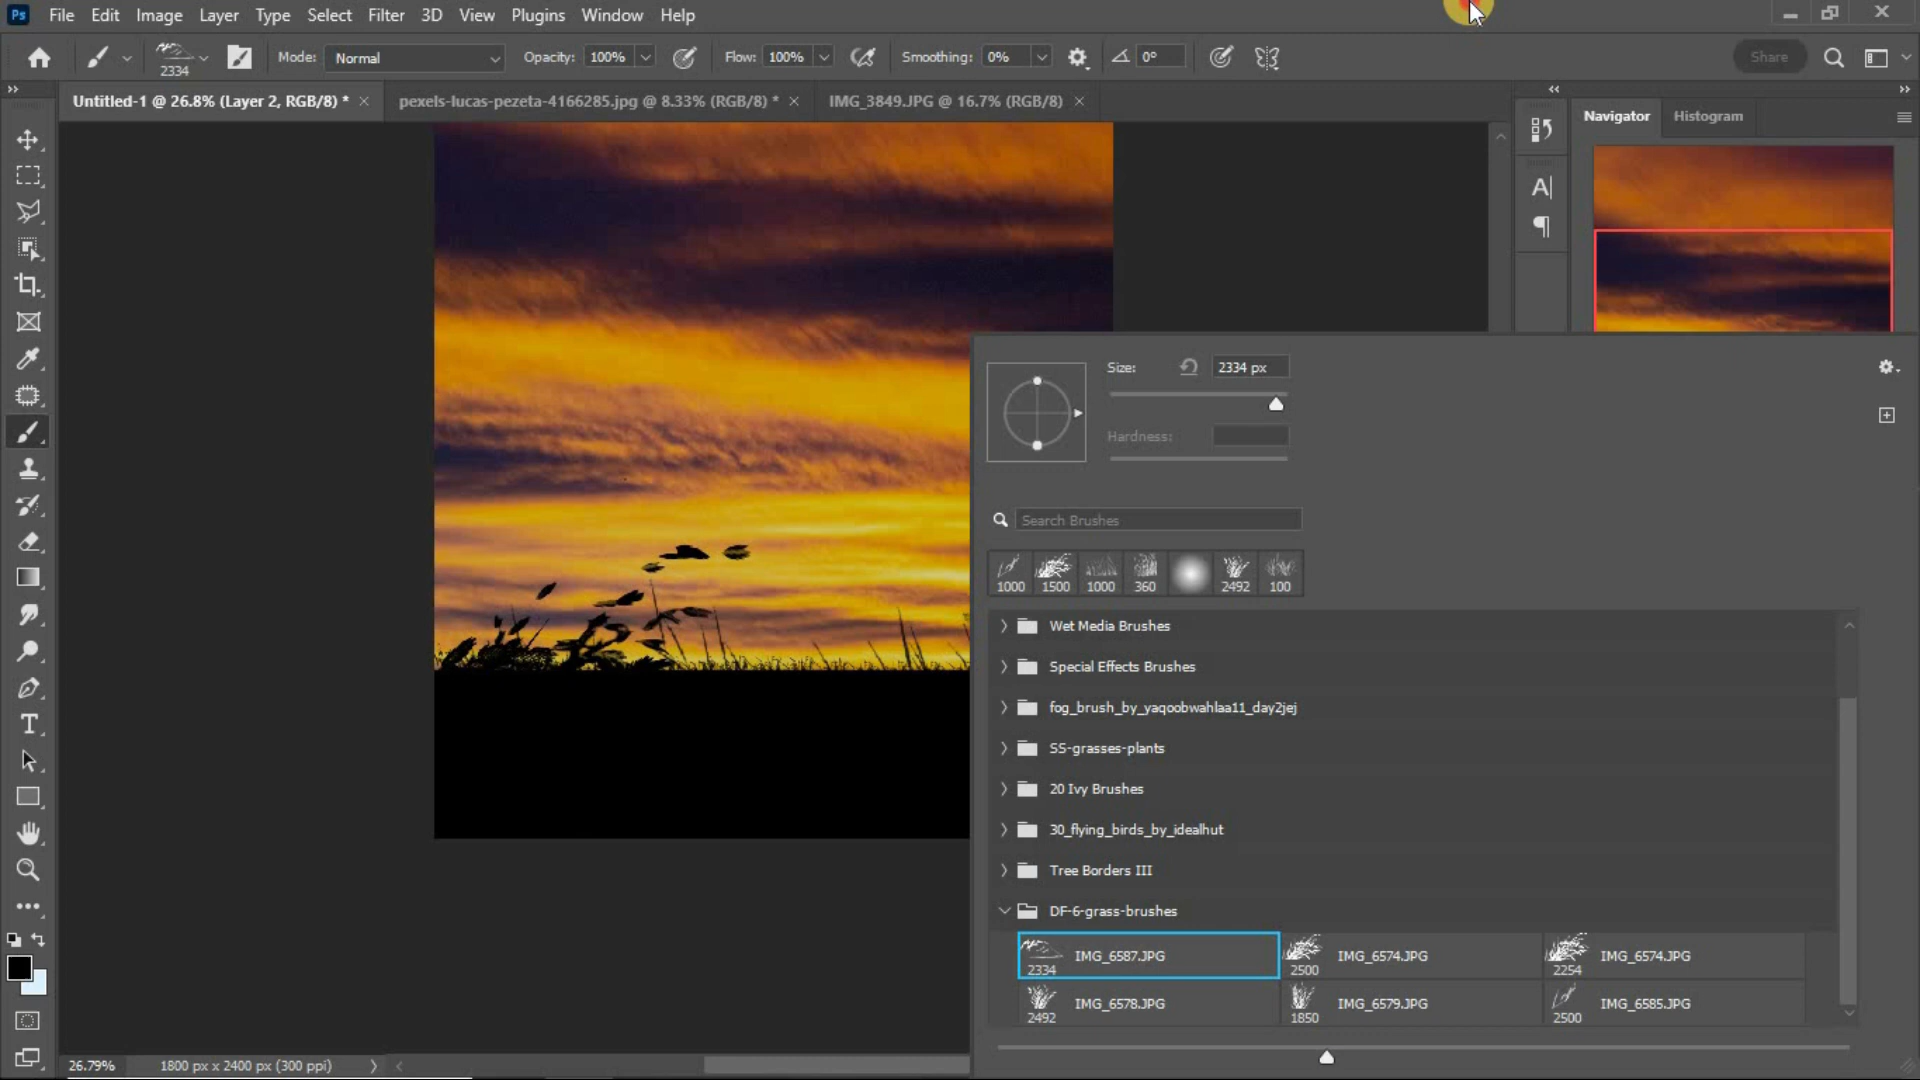 Ps File Edit Image Layer Type Select Filter 3D View Plugins Window Help
2334 Mode: Normal Opacity: 100% Flow: 100% Smoothing: 0% 0° Share
Untitled-1 @ 26.8% (Layer 2, RGB/8) * × pexels-lucas-pezeta-4166285.jpg @ 8.33% (RGB/8) * × IMG_3849.JPG @ 16.7% (RGB/8) ×
Navigator Histogram
Size: 2334 px
Hardness:
Search Brushes
1000 1500 1000 360 2492 100
Wet Media Brushes
Special Effects Brushes
fog_brush_by_yaqoobwahlaa11_day2jej
SS-grasses-plants
20 Ivy Brushes
30_flying_birds_by_idealhut
Tree Borders III
DF-6-grass-brushes
2334 IMG_6587.JPG 2500 IMG_6574.JPG 2254 IMG_6574.JPG
2492 IMG_6578.JPG 1850 IMG_6579.JPG 2500 IMG_6585.JPG
26.79% 1800 px x 2400 px (300 ppi)